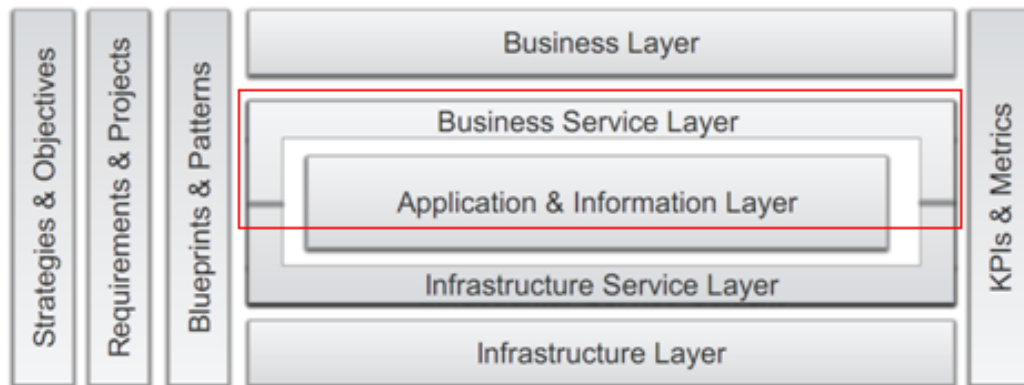 Strategies & Objectives
Requirements & Projects
Blueprints & Patterns
Business Layer
Business Service Layer
Application & Information Layer
Infrastructure Service Layer
Infrastructure Layer
KPIs & Metrics